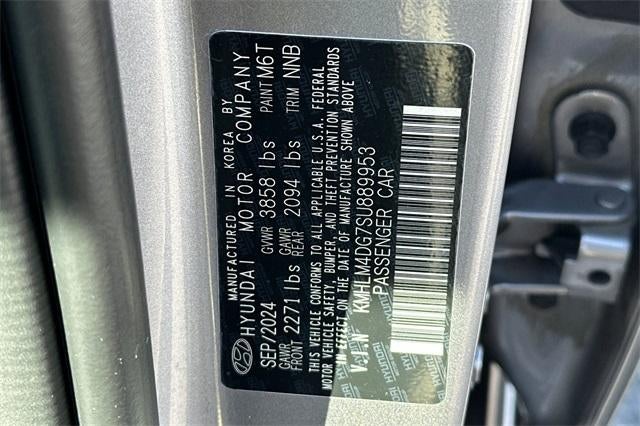 MANUFACTURED IN KOREA BY
HYUNDAI MOTOR COMPANY
SEP/2024 GVWR 3858 lbs PAINT M6T
GAWR FRONT 2271 lbs GAWR REAR 2094 lbs TRIM NNB
THIS VEHICLE CONFORMS TO ALL APPLICABLE U.S.A. FEDERAL
MOTOR VEHICLE SAFETY, BUMPER, AND THEFT PREVENTION STANDARDS
IN EFFECT ON THE DATE OF MANUFACTURE SHOWN ABOVE
V.I.N KMHLM4DG7SU889953
PASSENGER CAR